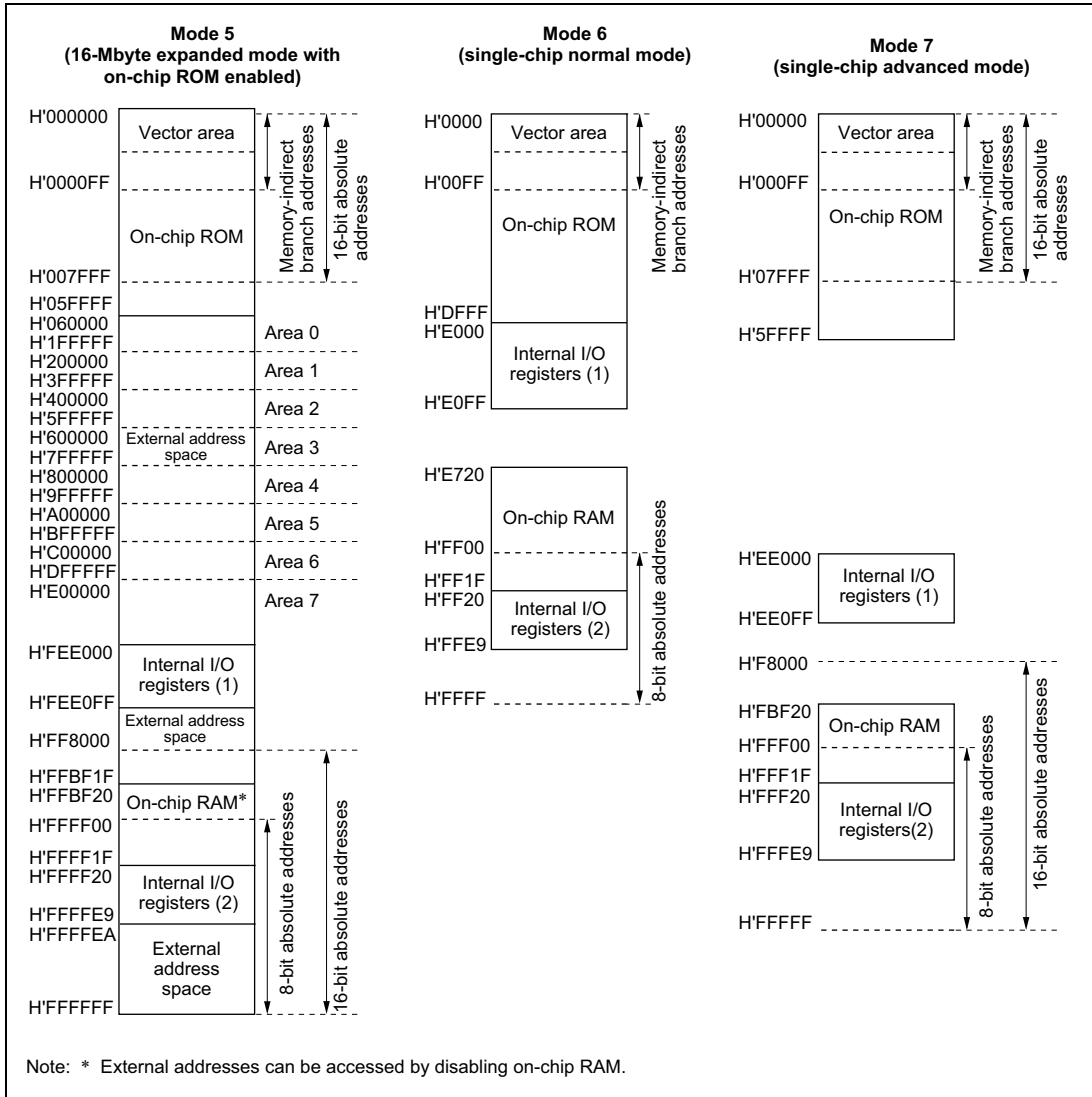 Mode 5
(16-Mbyte expanded mode with
on-chip ROM enabled)
H'000000
Vector area
H'0000FF
On-chip ROM
H'007FFF
H'05FFFF
H'060000
H'1FFFFF
H'200000
H'3FFFFF
H'400000
H'5FFFFF
H'600000
H'7FFFFF
H'800000
H'9FFFFF
H'A00000
H'BFFFFF
H'C00000
H'DFFFFF
H'E00000
External address
space
Area 0
Area 1
Area 2
Area 3
Area 4
Area 5
Area 6
Area 7
H'FEE000
Internal I/O
registers (1)
H'FEE0FF
External address
space
H'FF8000
H'FFBF1F
H'FFBF20
On-chip RAM*
H'FFFF00
H'FFFF1F
H'FFFF20
Internal I/O
registers (2)
H'FFFFE9
H'FFFFEA
External
address
space
H'FFFFFF
Memory-indirect
branch addresses
16-bit absolute
addresses
8-bit absolute addresses
16-bit absolute addresses
Mode 6
(single-chip normal mode)
H'0000
Vector area
H'00FF
On-chip ROM
H'DFFF
H'E000
Internal I/O
registers (1)
H'E0FF
H'E720
On-chip RAM
H'FF00
H'FF1F
H'FF20
Internal I/O
registers (2)
H'FFE9
H'FFFF
Memory-indirect
branch addresses
8-bit absolute addresses
Mode 7
(single-chip advanced mode)
H'00000
Vector area
H'000FF
On-chip ROM
H'07FFF
H'5FFFF
H'EE000
Internal I/O
registers (1)
H'EE0FF
H'F8000
H'FBF20
On-chip RAM
H'FFF00
H'FFF1F
H'FFF20
Internal I/O
registers(2)
H'FFFE9
H'FFFFF
Memory-indirect
branch addresses
16-bit absolute
addresses
8-bit absolute addresses
16-bit absolute addresses
Note: * External addresses can be accessed by disabling on-chip RAM.